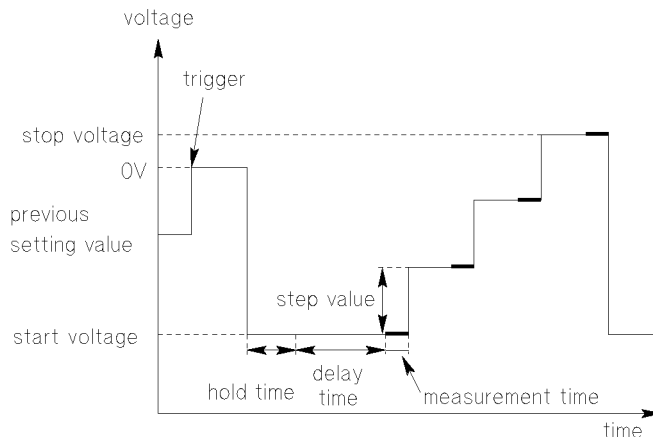 voltage
trigger
stop voltage
0V
previous
setting value
step value
start voltage
hold time
delay
time
measurement time
time